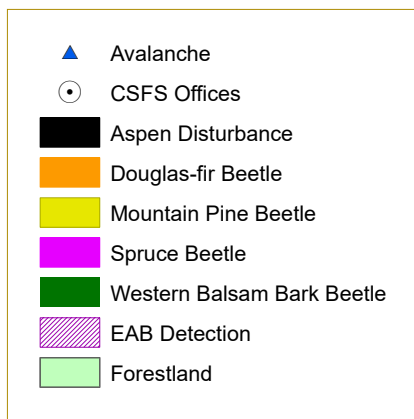 Avalanche
CSFS Offices
Aspen Disturbance
Douglas-fir Beetle
Mountain Pine Beetle
Spruce Beetle
Western Balsam Bark Beetle
EAB Detection
Forestland